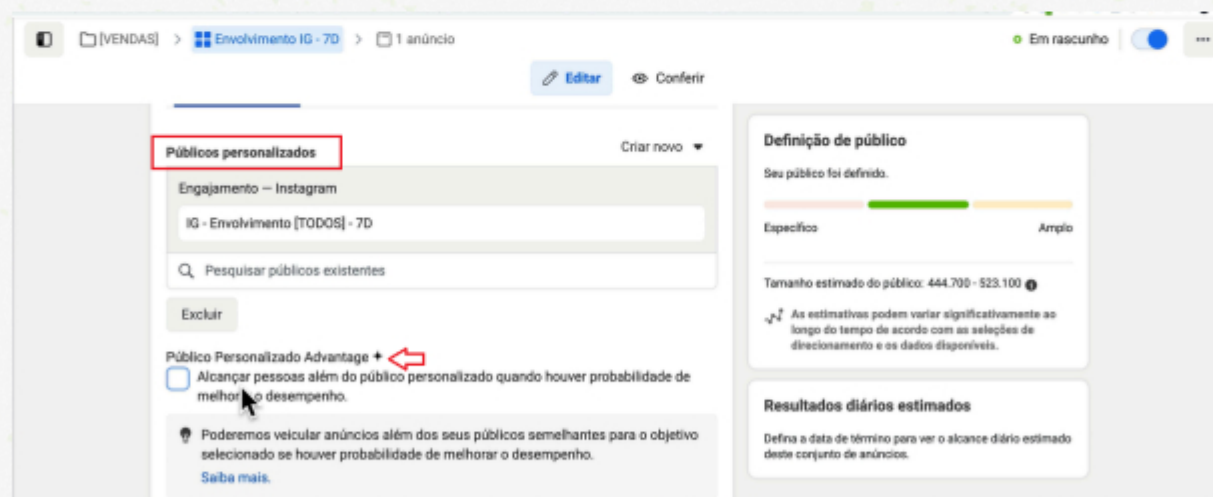 [VENDAS] > Envolvimento IG - 7D > 1 anúncio
Em rascunho
Editar
Conferir
Públicos personalizados
Criar novo
Engajamento — Instagram
IG - Envolvimento [TODOS] - 7D
Pesquisar públicos existentes
Excluir
Público Personalizado Advantage +
Alcançar pessoas além do público personalizado quando houver probabilidade de
melhorar o desempenho.
Poderemos veicular anúncios além dos seus públicos semelhantes para o objetivo
selecionado se houver probabilidade de melhorar o desempenho.
Saiba mais.
Definição de público
Seu público foi definido.
Específico
Amplo
Tamanho estimado do público: 444.700 - 523.100
As estimativas podem variar significativamente ao
longo do tempo de acordo com as seleções de
direcionamento e os dados disponíveis.
Resultados diários estimados
Defina a data de término para ver o alcance diário estimado
deste conjunto de anúncios.